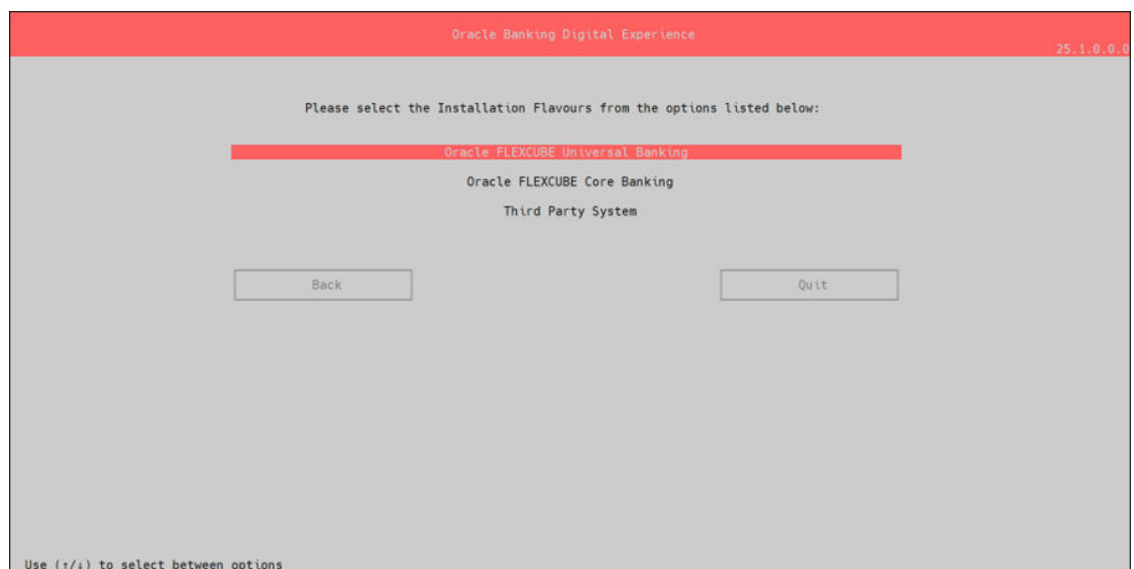 Oracle Banking Digital Experience
25.1.0.0.0
Please select the Installation Flavours from the options listed below:
Oracle FLEXCUBE Universal Banking
Oracle FLEXCUBE Core Banking
Third Party System
Back
Quit
Use (↑/↓) to select between options